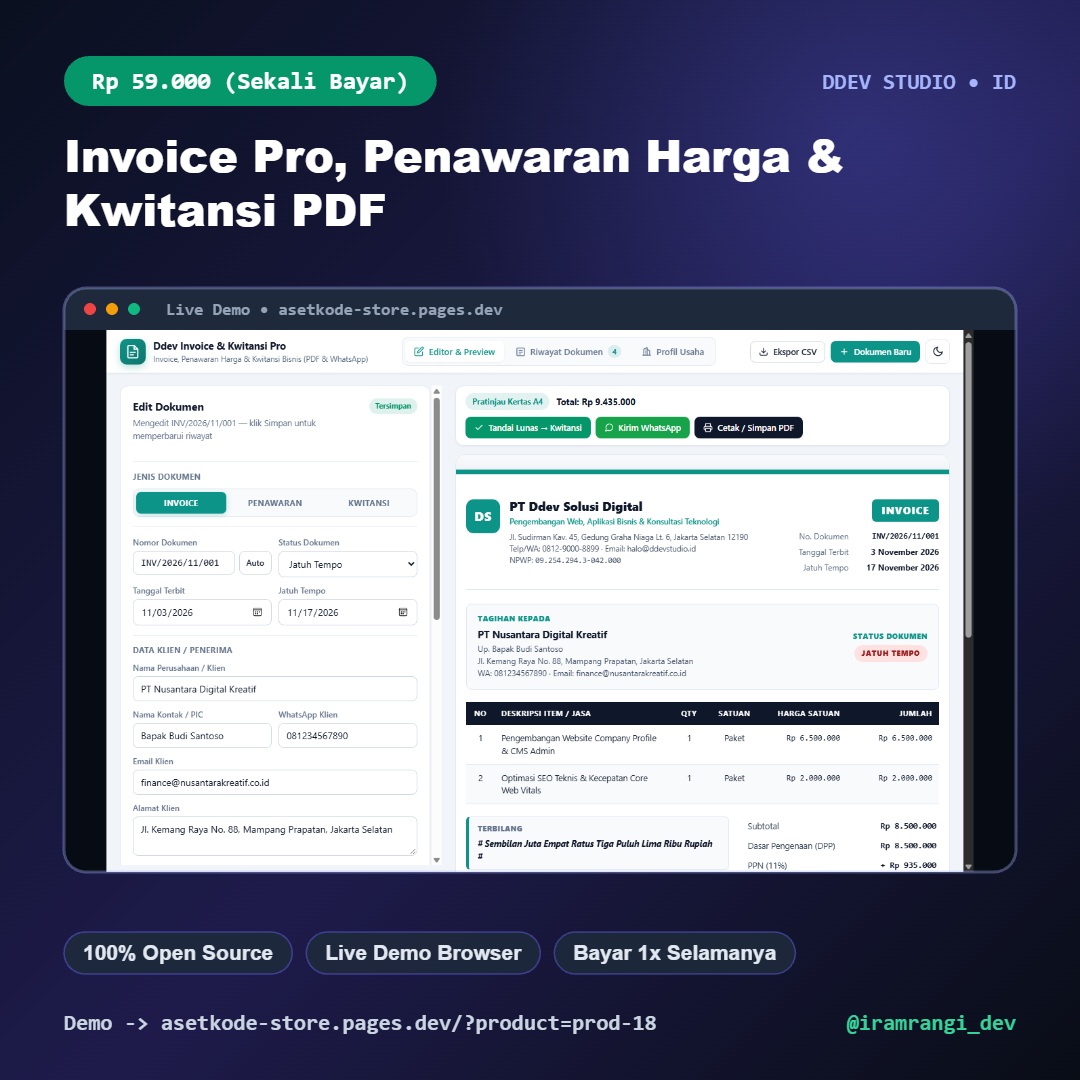 Rp 59.000 (Sekali Bayar)
DDEV STUDIO • ID
Invoice Pro, Penawaran Harga &
Kwitansi PDF
Live Demo • asetkode-store.pages.dev
Ddev Invoice & Kwitansi Pro
Invoice, Penawaran Harga & Kwitansi Bisnis (PDF & WhatsApp)
Editor & Preview
Riwayat Dokumen 4
Profil Usaha
Ekspor CSV
+ Dokumen Baru
Edit Dokumen
Tersimpan
Mengedit INV/2026/11/001 — klik Simpan untuk
memperbarui riwayat
JENIS DOKUMEN
INVOICE
PENAWARAN
KWITANSI
Nomor Dokumen
Status Dokumen
INV/2026/11/001
Auto
Jatuh Tempo
Tanggal Terbit
Jatuh Tempo
11/03/2026
11/17/2026
DATA KLIEN / PENERIMA
Nama Perusahaan / Klien
PT Nusantara Digital Kreatif
Nama Kontak / PIC
WhatsApp Klien
Bapak Budi Santoso
081234567890
Email Klien
finance@nusantarakreatif.co.id
Alamat Klien
Jl. Kemang Raya No. 88, Mampang Prapatan, Jakarta Selatan
Pratinjau Kertas A4
Total: Rp 9.435.000
Tandai Lunas → Kwitansi
Kirim WhatsApp
Cetak / Simpan PDF
DS
PT Ddev Solusi Digital
Pengembangan Web, Aplikasi Bisnis & Konsultasi Teknologi
Jl. Sudirman Kav. 45, Gedung Graha Niaga Lt. 6, Jakarta Selatan 12190
Telp/WA: 0812-9000-8899 · Email: halo@ddevstudio.id
NPWP: 09.254.294.3-042.000
INVOICE
No. Dokumen INV/2026/11/001
Tanggal Terbit 3 November 2026
Jatuh Tempo 17 November 2026
TAGIHAN KEPADA
PT Nusantara Digital Kreatif
Up. Bapak Budi Santoso
Jl. Kemang Raya No. 88, Mampang Prapatan, Jakarta Selatan
WA: 081234567890 · Email: finance@nusantarakreatif.co.id
STATUS DOKUMEN
JATUH TEMPO
NO DESKRIPSI ITEM / JASA QTY SATUAN HARGA SATUAN JUMLAH
1 Pengembangan Website Company Profile 1 Paket Rp 6.500.000 Rp 6.500.000
& CMS Admin
2 Optimasi SEO Teknis & Kecepatan Core 1 Paket Rp 2.000.000 Rp 2.000.000
Web Vitals
TERBILANG
# Sembilan Juta Empat Ratus Tiga Puluh Lima Ribu Rupiah
#
Subtotal Rp 8.500.000
Dasar Pengenaan (DPP) Rp 8.500.000
PPN (11%) + Rp 935.000
100% Open Source
Live Demo Browser
Bayar 1x Selamanya
Demo -> asetkode-store.pages.dev/?product=prod-18
@iramrangi_dev